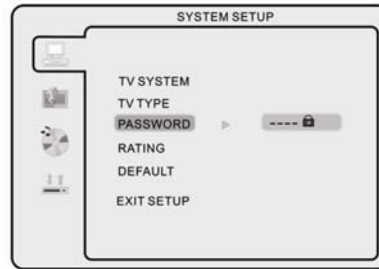 SYSTEM SETUP
TV SYSTEM
TV TYPE
PASSWORD ----
RATING
DEFAULT
EXIT SETUP